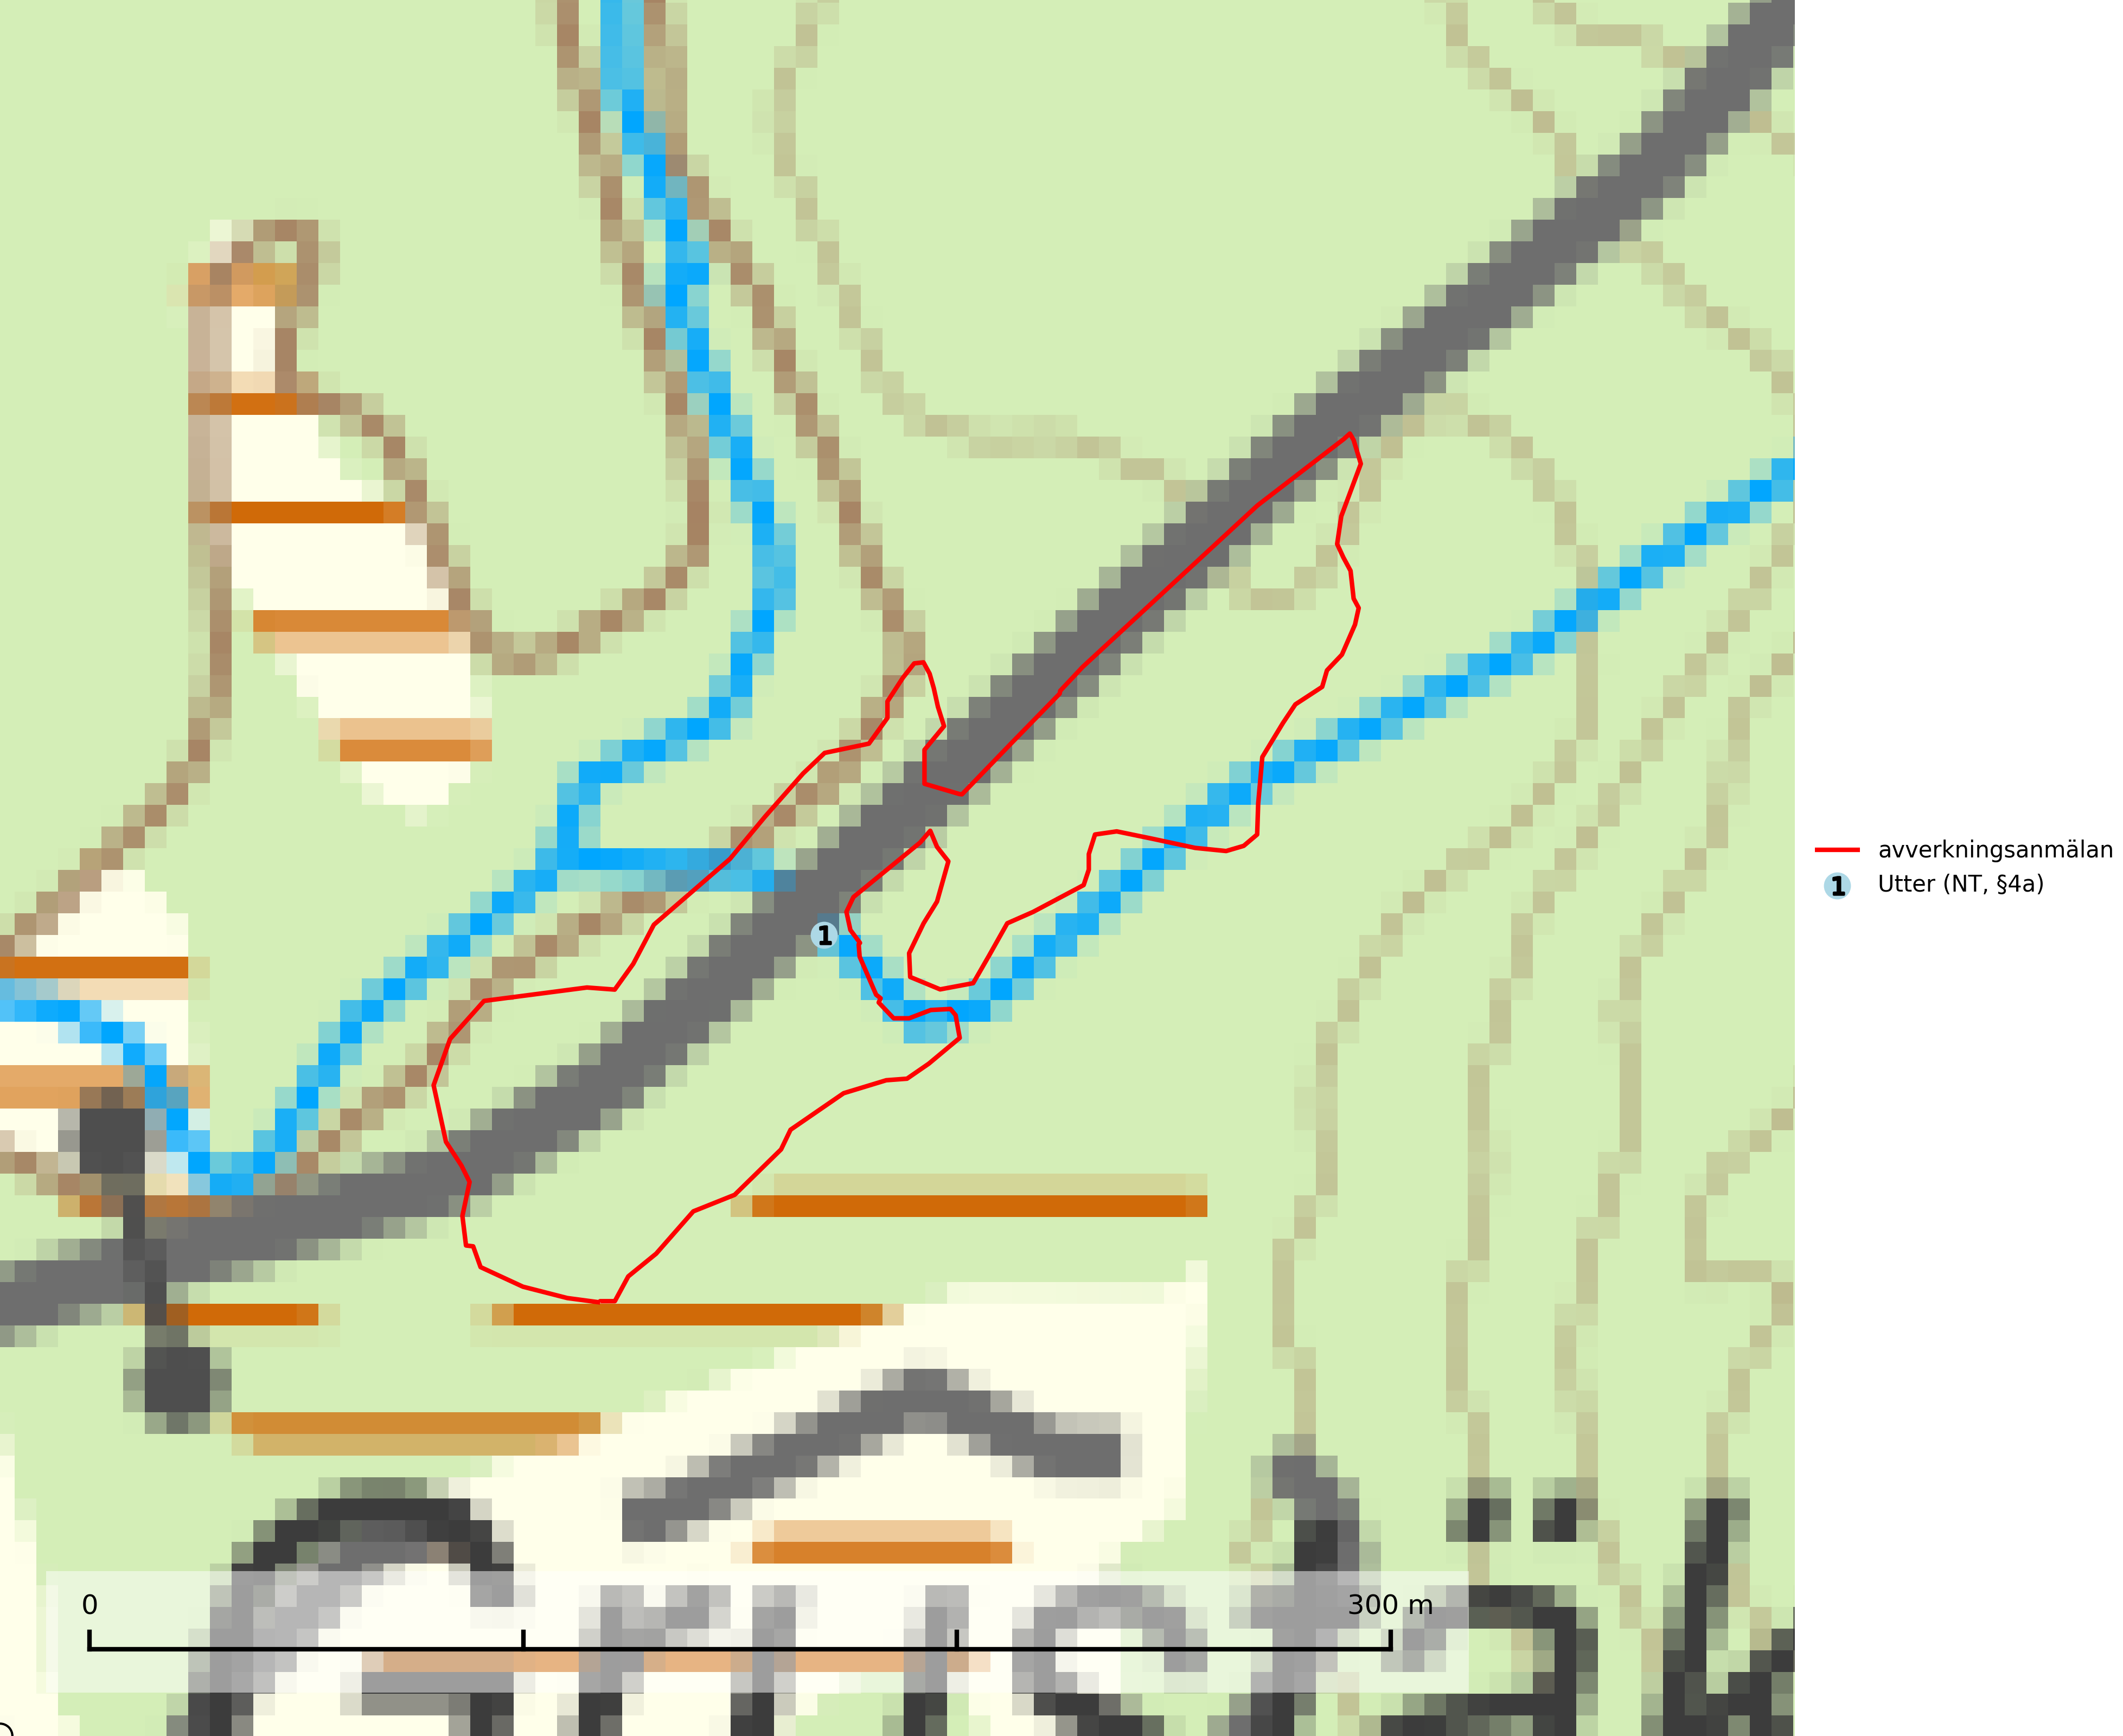 1
avverkningsanmälan
1 Utter (NT, §4a)
0 300 m